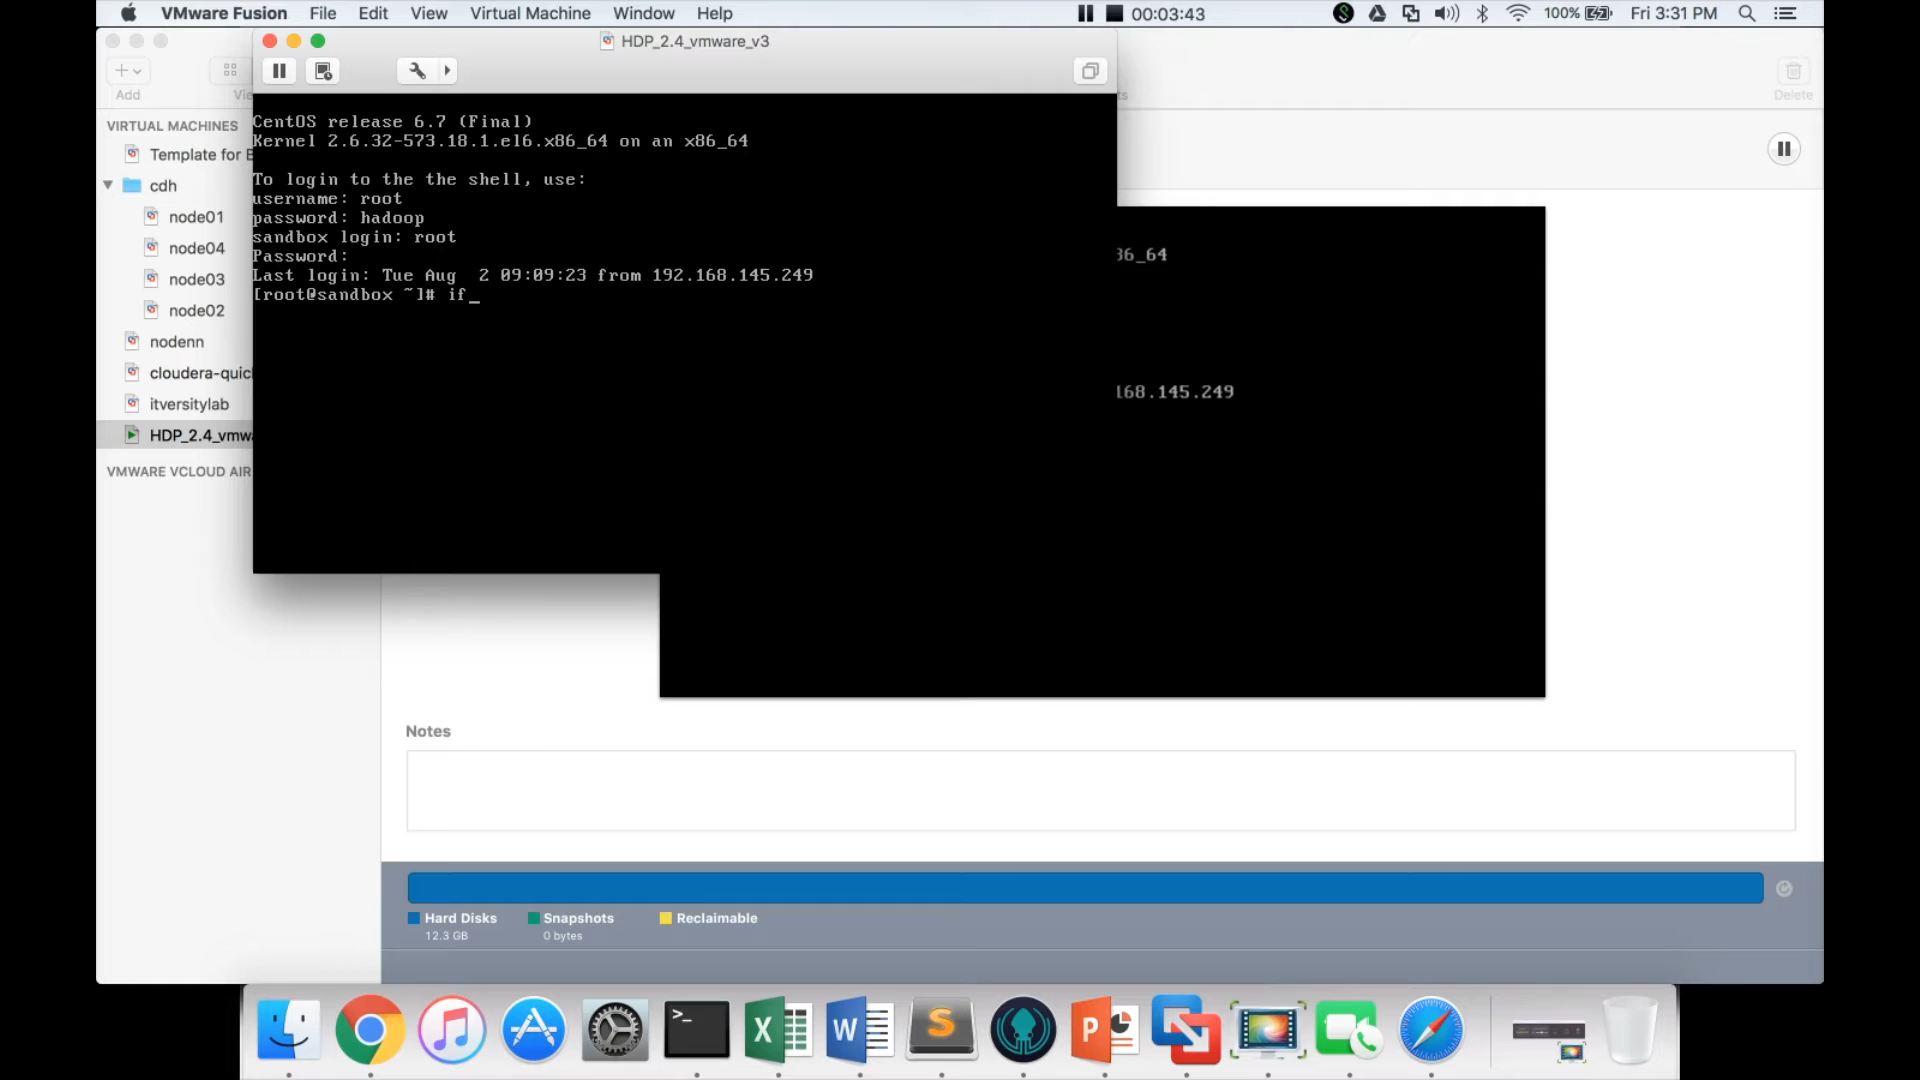 VMware Fusion File Edit View Virtual Machine Window Help 00:03:43 100% Fri 3:31 PM
HDP_2.4_vmware_v3
Add
Delete
VIRTUAL MACHINES
Template for
cdh
node01
node04
node03
node02
nodenn
cloudera-quic
itversitylab
HDP_2.4_vmw
VMWARE VCLOUD AIR
CentOS release 6.7 (Final)
Kernel 2.6.32-573.18.1.el6.x86_64 on an x86_64
To login to the the shell, use:
username: root
password: hadoop
sandbox login: root
Password:
Last login: Tue Aug  2 09:09:23 from 192.168.145.249
[root@sandbox ~]# if_
86_64
168.145.249
Notes
Hard Disks
12.3 GB
Snapshots
0 bytes
Reclaimable